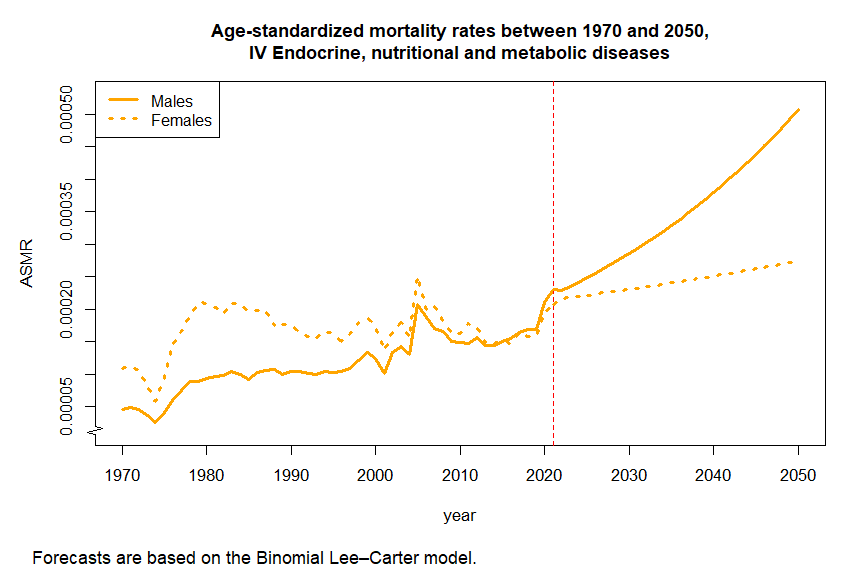 Age-standardized mortality rates between 1970 and 2050,
IV Endocrine, nutritional and metabolic diseases
Males
Females
0.00050
0.00035
0.00020
0.00005
ASMR
1970 1980 1990 2000 2010 2020 2030 2040 2050
year
Forecasts are based on the Binomial Lee–Carter model.